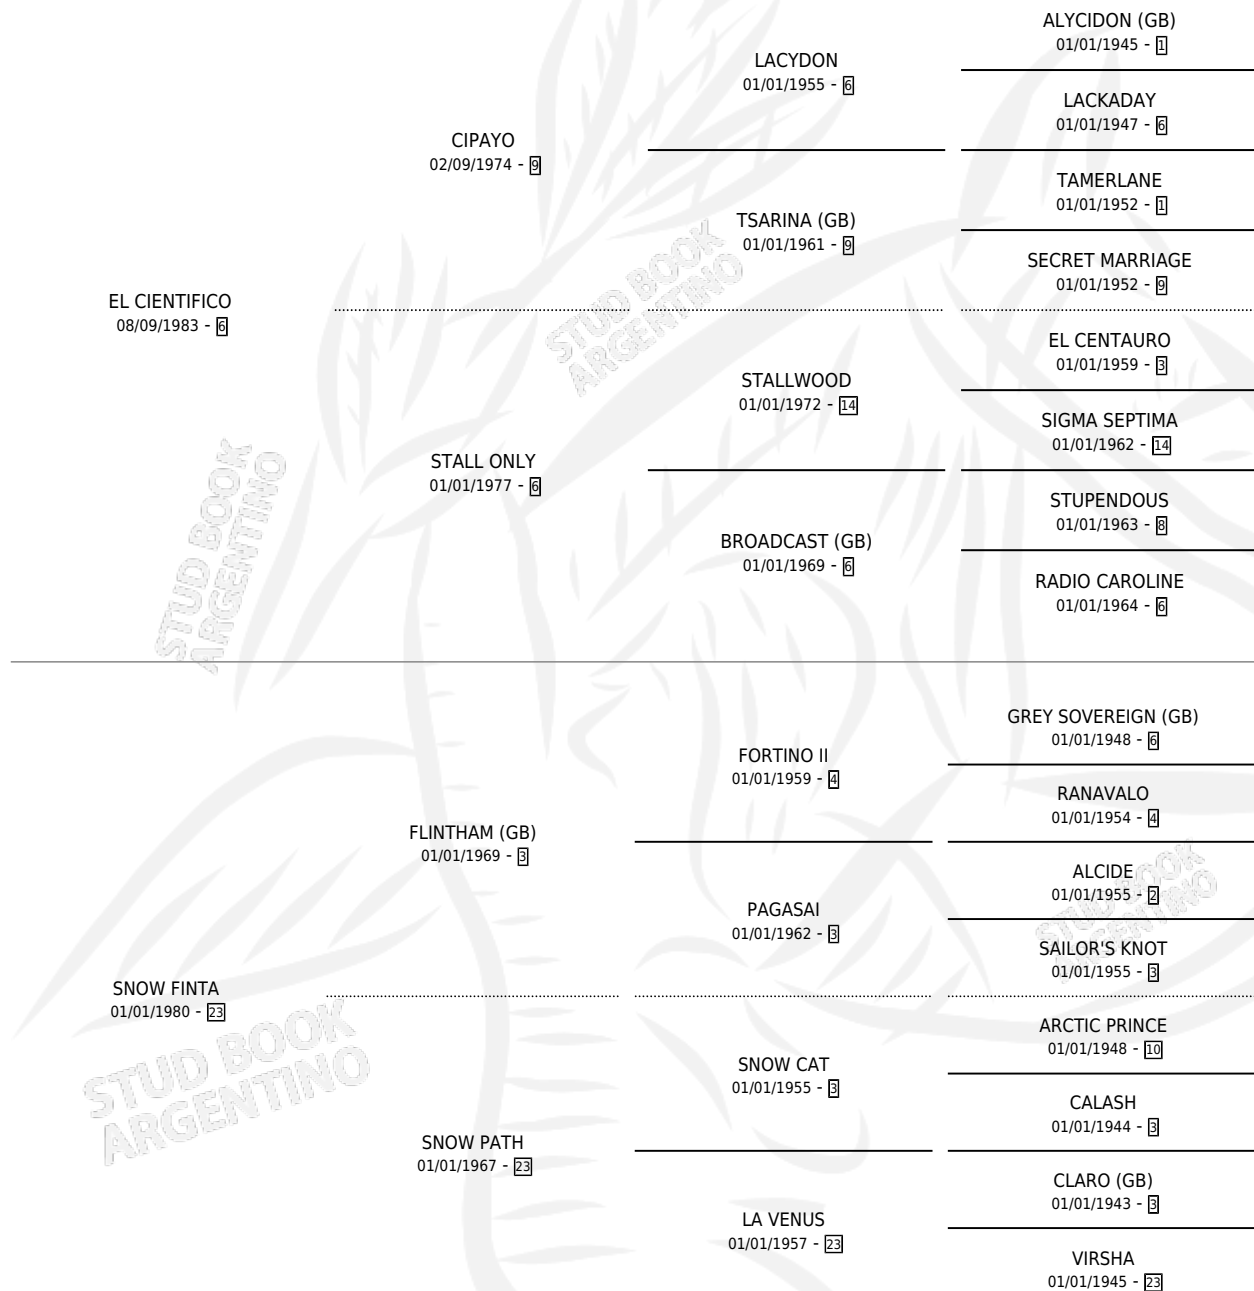 ALYCIDON (GB)
01/01/1945 - 1
LACYDON
01/01/1955 - 6
LACKADAY
01/01/1947 - 6
CIPAYO
02/09/1974 - 9
TAMERLANE
01/01/1952 - 1
TSARINA (GB)
01/01/1961 - 9
SECRET MARRIAGE
01/01/1952 - 9
EL CIENTIFICO
08/09/1983 - 6
EL CENTAURO
01/01/1959 - 3
STALLWOOD
01/01/1972 - 14
SIGMA SEPTIMA
01/01/1962 - 14
STALL ONLY
01/01/1977 - 6
STUPENDOUS
01/01/1963 - 8
BROADCAST (GB)
01/01/1969 - 6
RADIO CAROLINE
01/01/1964 - 6
GREY SOVEREIGN (GB)
01/01/1948 - 6
FORTINO II
01/01/1959 - 4
RANAVALO
01/01/1954 - 4
FLINTHAM (GB)
01/01/1969 - 3
ALCIDE
01/01/1955 - 2
PAGASAI
01/01/1962 - 3
SAILOR'S KNOT
01/01/1955 - 3
SNOW FINTA
01/01/1980 - 23
ARCTIC PRINCE
01/01/1948 - 10
SNOW CAT
01/01/1955 - 3
CALASH
01/01/1944 - 3
SNOW PATH
01/01/1967 - 23
CLARO (GB)
01/01/1943 - 3
LA VENUS
01/01/1957 - 23
VIRSHA
01/01/1945 - 23
STUD BOOK
ARGENTINO
STUD BOOK
ARGENTINO
STUD BOOK
ARGENTINO
STUD BOOK
ARGENTINO